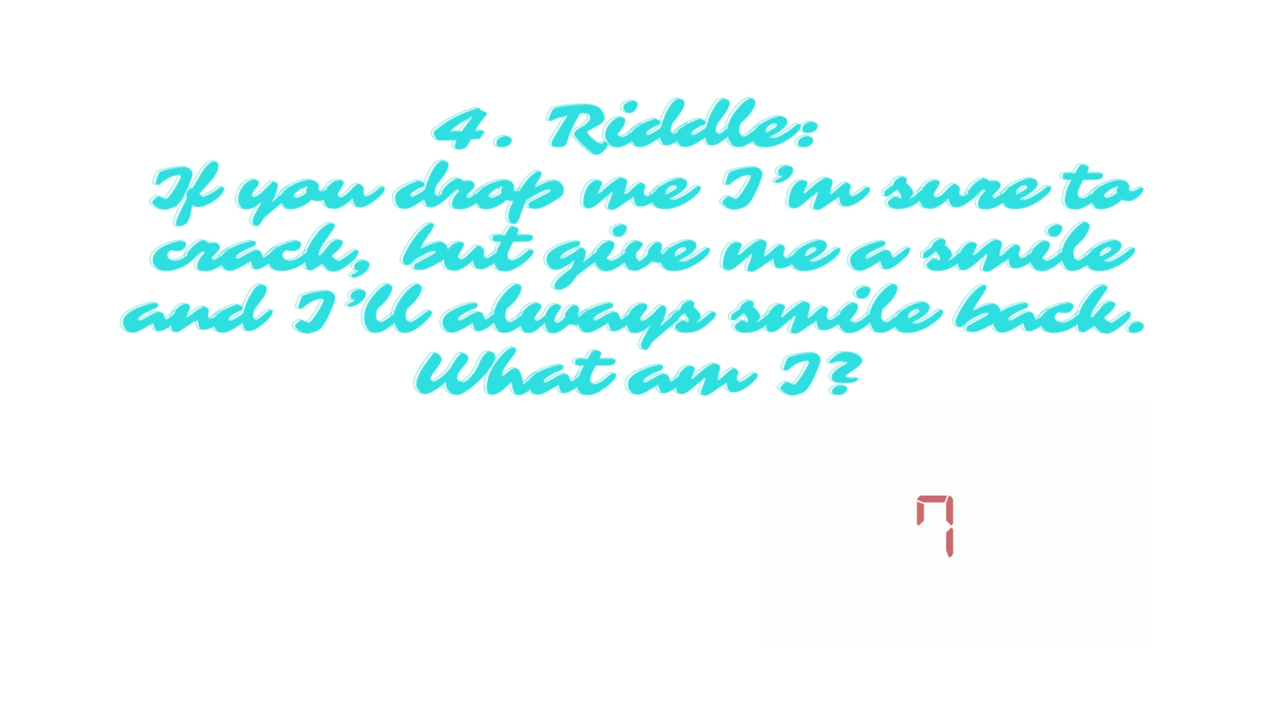 4. Riddle:
If you drop me I'm sure to
crack, but give me a smile
and I'll always smile back.
What am I?
7